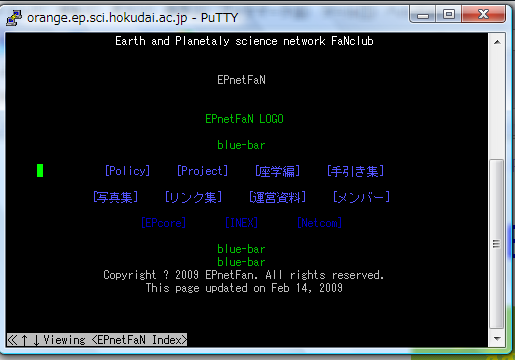 orange.ep.sci.hokudai.ac.jp - PuTTY
Earth and Planetaly science network FaNclub
EPnetFaN
EPnetFaN LOGO
blue-bar
[Policy] [Project] [座学編] [手引き集]
[写真集] [リンク集] [運営資料] [メンバー]
[EPcore] [INEX] [Netcom]
blue-bar
blue-bar
Copyright ? 2009 EPnetFan. All rights reserved.
This page updated on Feb 14, 2009
≪↑↓Viewing <EPnetFaN Index>